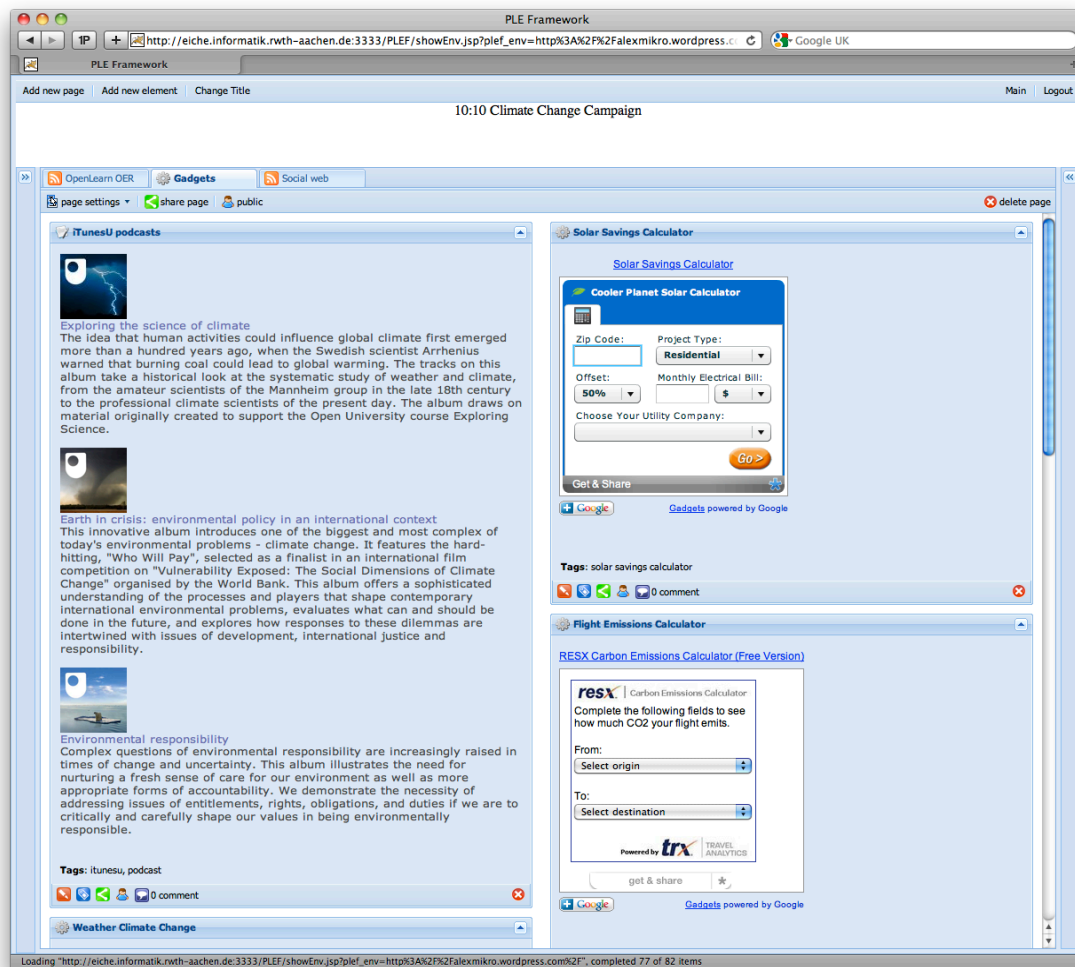 PLE Framework
1P
http://eiche.informatik.rwth-aachen.de:3333/PLEF/showEnv.jsp?plef_env=http%3A%2F%2Falexmikro.wordpress.c
Google UK
PLE Framework
Add new page Add new element Change Title Main Logout
10:10 Climate Change Campaign
OpenLearn OER Gadgets Social web
page settings share page public delete page
iTunesU podcasts
Exploring the science of climate
The idea that human activities could influence global climate first emerged
more than a hundred years ago, when the Swedish scientist Arrhenius
warned that burning coal could lead to global warming. The tracks on this
album take a historical look at the systematic study of weather and climate,
from the amateur scientists of the Mannheim group in the late 18th century
to the professional climate scientists of the present day. The album draws on
material originally created to support the Open University course Exploring
Science.
Earth in crisis: environmental policy in an international context
This innovative album introduces one of the biggest and most complex of
today's environmental problems - climate change. It features the hard-
hitting, "Who Will Pay", selected as a finalist in an international film
competition on "Vulnerability Exposed: The Social Dimensions of Climate
Change" organised by the World Bank. This album offers a sophisticated
understanding of the processes and players that shape contemporary
international environmental problems, evaluates what can and should be
done in the future, and explores how responses to these dilemmas are
intertwined with issues of development, international justice and
responsibility.
Environmental responsibility
Complex questions of environmental responsibility are increasingly raised in
times of change and uncertainty. This album illustrates the need for
nurturing a fresh sense of care for our environment as well as more
appropriate forms of accountability. We demonstrate the necessity of
addressing issues of entitlements, rights, obligations, and duties if we are to
critically and carefully shape our values in being environmentally
responsible.
Tags: itunesu, podcast
0 comment
Weather Climate Change
Solar Savings Calculator
Solar Savings Calculator
Cooler Planet Solar Calculator
Zip Code: Project Type:
Residential
Offset: Monthly Electrical Bill:
50% $
Choose Your Utility Company:
Go >
Get & Share
Google Gadgets powered by Google
Tags: solar savings calculator
0 comment
Flight Emissions Calculator
RESX Carbon Emissions Calculator (Free Version)
resx. Carbon Emissions Calculator
Complete the following fields to see
how much CO2 your flight emits.
From:
Select origin
To:
Select destination
Powered by trx TRAVEL
ANALYTICS
get & share
Google Gadgets powered by Google
Loading "http://eiche.informatik.rwth-aachen.de:3333/PLEF/showEnv.jsp?plef_env=http%3A%2F%2Falexmikro.wordpress.com%2F", completed 77 of 82 items